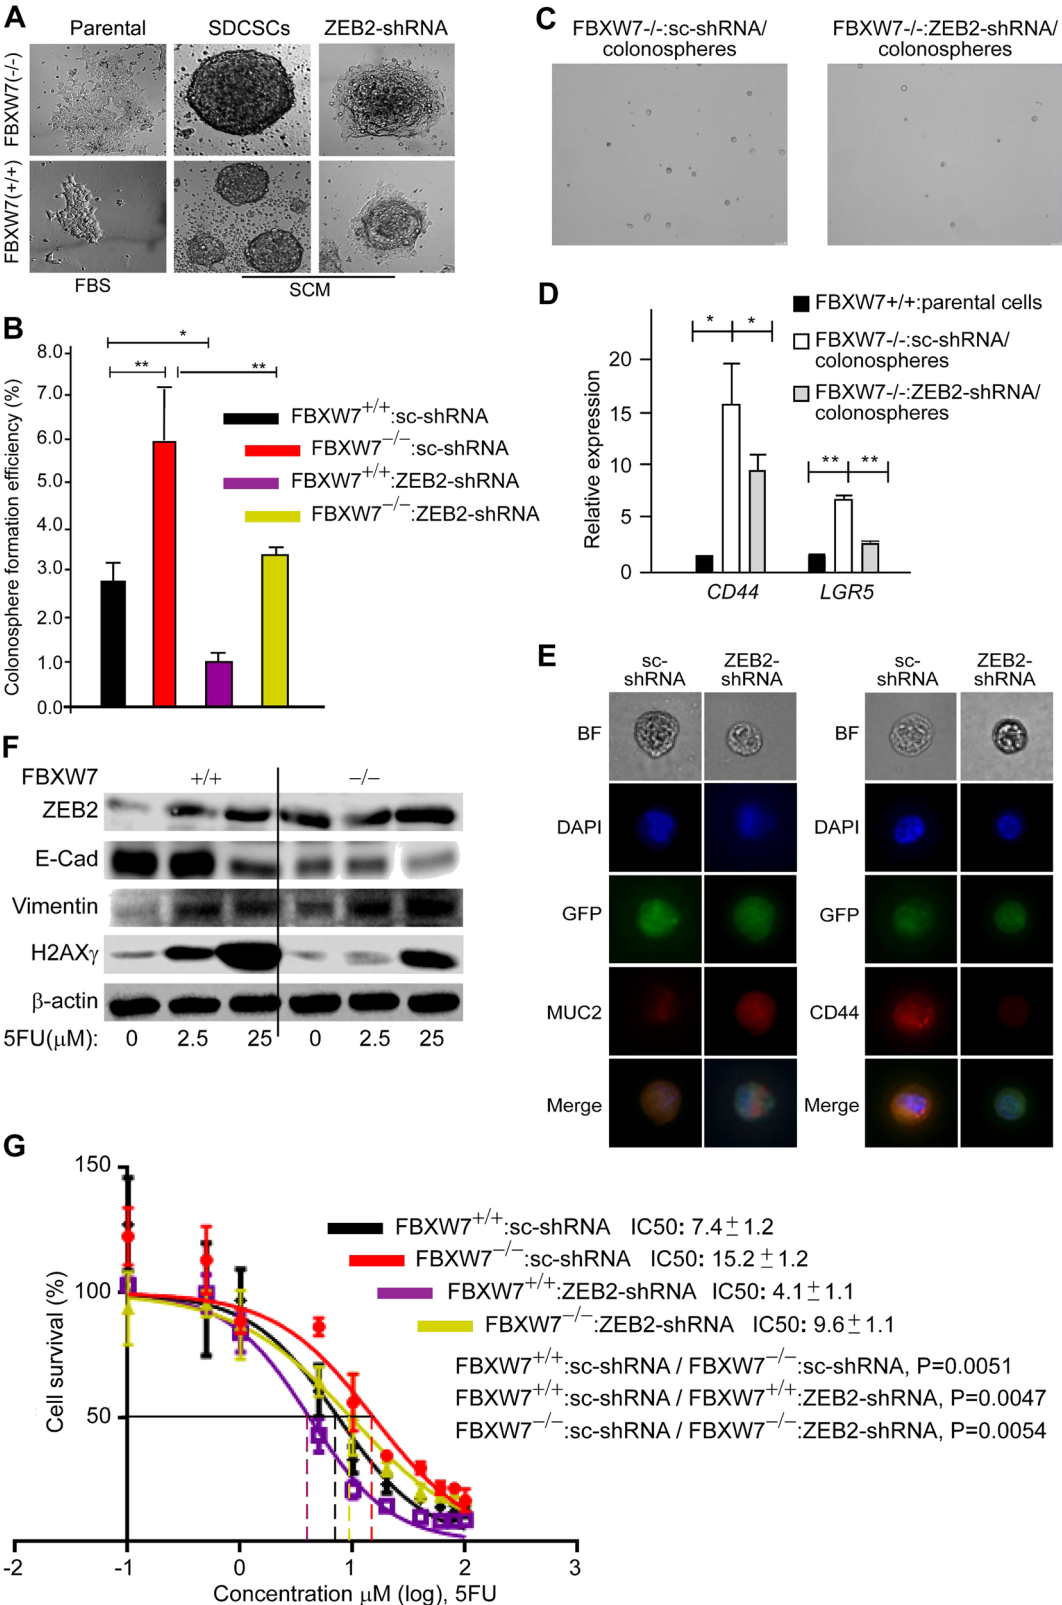 A
Parental
SDCSCs
ZEB2-shRNA
FBXW7(-/-)
FBXW7(+/+)
FBS
SCM
B
Colonosphere formation efficiency (%)
8.0
7.0
6.0
5.0
4.0
3.0
2.0
1.0
0.0
*
**
**
FBXW7+/+:sc-shRNA
FBXW7−/−:sc-shRNA
FBXW7+/+:ZEB2-shRNA
FBXW7−/−:ZEB2-shRNA
C
FBXW7-/-:sc-shRNA/
colonospheres
FBXW7-/-:ZEB2-shRNA/
colonospheres
D
Relative expression
20
15
10
5
0
*
*
**
**
CD44
LGR5
FBXW7+/+:parental cells
FBXW7-/-:sc-shRNA/
colonospheres
FBXW7-/-:ZEB2-shRNA/
colonospheres
E
sc-
shRNA
ZEB2-
shRNA
BF
DAPI
GFP
MUC2
Merge
sc-
shRNA
ZEB2-
shRNA
BF
DAPI
GFP
CD44
Merge
F
FBXW7 +/+ −/−
ZEB2
E-Cad
Vimentin
H2AXγ
β-actin
5FU(μM): 0 2.5 25 0 2.5 25
G
Cell survival (%)
150
100
50
-2 -1 0 1 2 3
Concentration μM (log), 5FU
FBXW7+/+:sc-shRNA IC50: 7.4±1.2
FBXW7−/−:sc-shRNA IC50: 15.2±1.2
FBXW7+/+:ZEB2-shRNA IC50: 4.1±1.1
FBXW7−/−:ZEB2-shRNA IC50: 9.6±1.1
FBXW7+/+:sc-shRNA / FBXW7−/−:sc-shRNA, P=0.0051
FBXW7+/+:sc-shRNA / FBXW7+/+:ZEB2-shRNA, P=0.0047
FBXW7−/−:sc-shRNA / FBXW7−/−:ZEB2-shRNA, P=0.0054